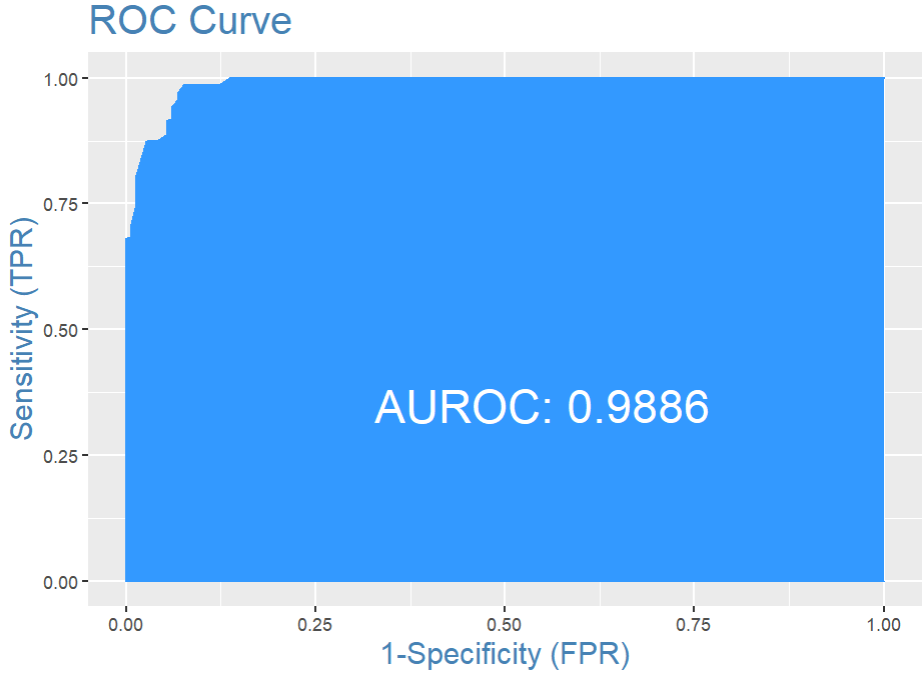 ROC Curve
1.00
0.75
0.50
0.25
0.00
Sensitivity (TPR)
AUROC: 0.9886
0.00
0.25
0.50
0.75
1.00
1-Specificity (FPR)